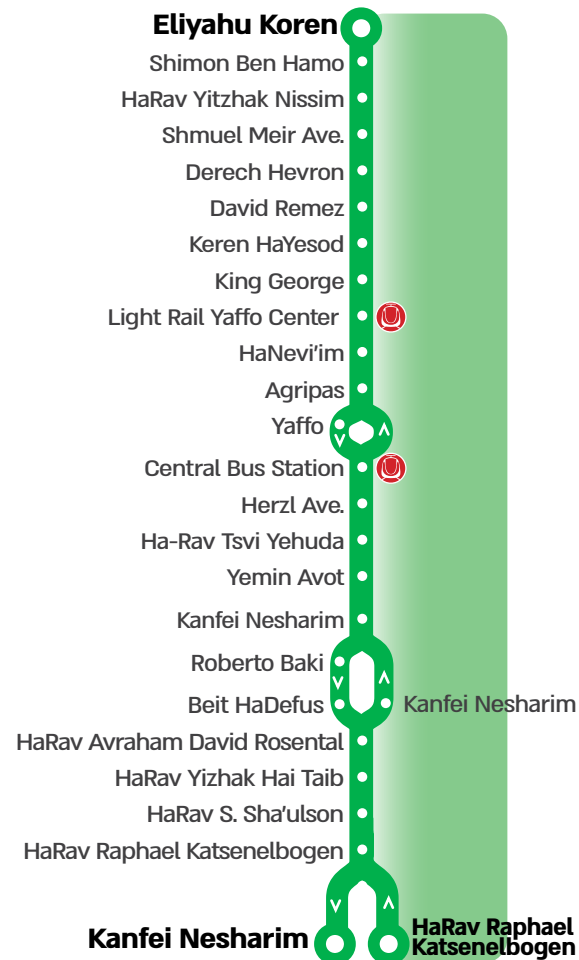 Eliyahu Koren
Shimon Ben Hamo
HaRav Yitzhak Nissim
Shmuel Meir Ave.
Derech Hevron
David Remez
Keren HaYesod
King George
Light Rail Yaffo Center
HaNevi'im
Agripas
Yaffo
Central Bus Station
Herzl Ave.
Ha-Rav Tsvi Yehuda
Yemin Avot
Kanfei Nesharim
Roberto Baki
Beit HaDefus
Kanfei Nesharim
HaRav Avraham David Rosental
HaRav Yizhak Hai Taib
HaRav S. Sha'ulson
HaRav Raphael Katsenelbogen
Kanfei Nesharim
HaRav Raphael
Katsenelbogen